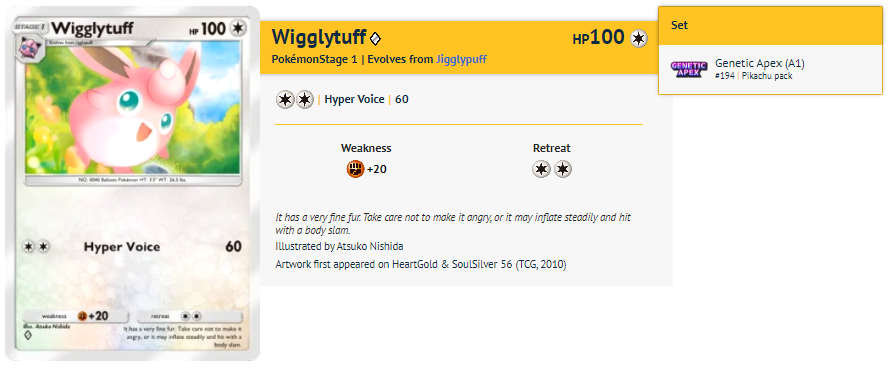 STAGE 1
Wigglytuff
HP 100
Evolves from Jigglypuff
NO. 0040 Balloon Pokémon HT: 3'3" WT: 26.5 lbs.
Hyper Voice 60
weakness +20 retreat
Illus. Atsuko Nishida
It has a very fine fur. Take care not to make it
angry, or it may inflate steadily and hit with a
body slam.
Wigglytuff
HP100
PokémonStage 1 | Evolves from Jigglypuff
| Hyper Voice | 60
Weakness Retreat
+20
It has a very fine fur. Take care not to make it angry, or it may inflate steadily and hit
with a body slam.
Illustrated by Atsuko Nishida
Artwork first appeared on HeartGold & SoulSilver 56 (TCG, 2010)
Set
GENETIC
APEX
Genetic Apex (A1)
#194 | Pikachu pack